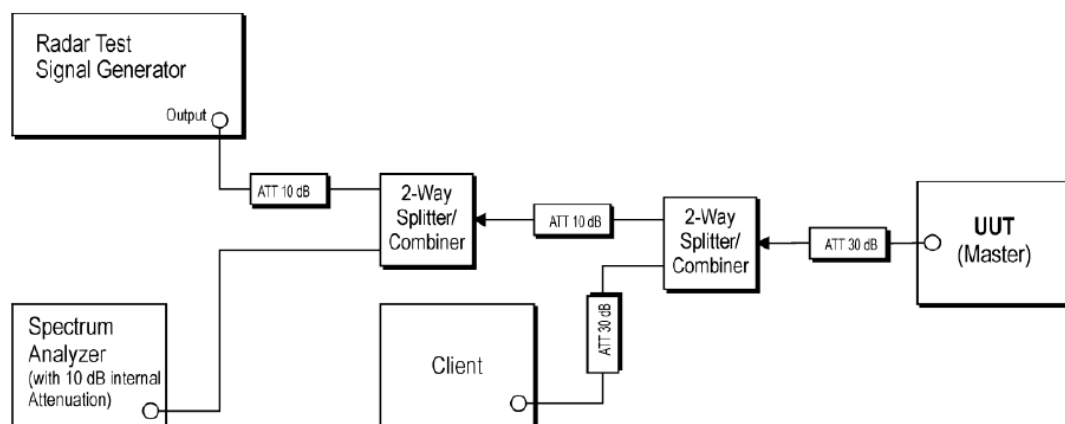 Radar Test
Signal Generator
Output
ATT 10 dB
2-Way
Splitter/
Combiner
ATT 10 dB
2-Way
Splitter/
Combiner
ATT 30 dB
UUT
(Master)
Spectrum
Analyzer
(with 10 dB internal
Attenuation)
Client
ATT 30 dB